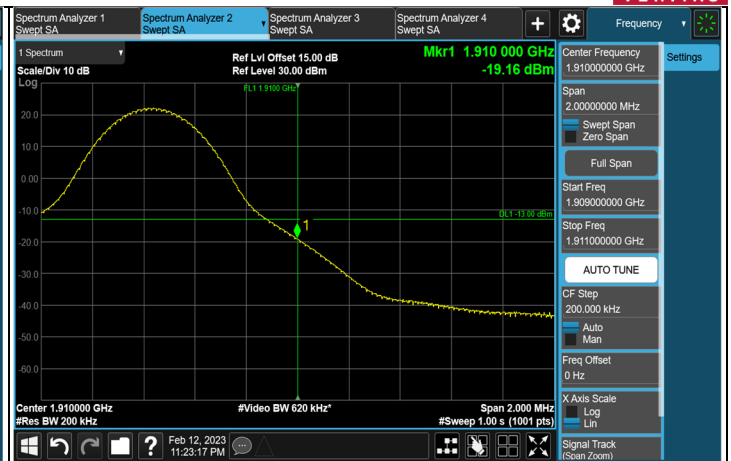 Spectrum Analyzer 1
Swept SA
Spectrum Analyzer 2
Swept SA
Spectrum Analyzer 3
Swept SA
Spectrum Analyzer 4
Swept SA
+
Frequency
1 Spectrum
Scale/Div 10 dB
Log
Ref Lvl Offset 15.00 dB
Ref Level 30.00 dBm
Mkr1 1.910 000 GHz
-19.16 dBm
FL1 1.9100 GHz
20.0
10.0
0.00
-10.0
-20.0
-30.0
-40.0
-50.0
-60.0
DL1 -13.00 dBm
1
Center 1.910000 GHz
#Res BW 200 kHz
#Video BW 620 kHz*
Span 2.000 MHz
#Sweep 1.00 s (1001 pts)
Feb 12, 2023
11:23:17 PM
?
Center Frequency
1.910000000 GHz
Settings
Span
2.00000000 MHz
Swept Span
Zero Span
Full Span
Start Freq
1.909000000 GHz
Stop Freq
1.911000000 GHz
AUTO TUNE
CF Step
200.000 kHz
Auto
Man
Freq Offset
0 Hz
X Axis Scale
Log
Lin
Signal Track
(Span Zoom)